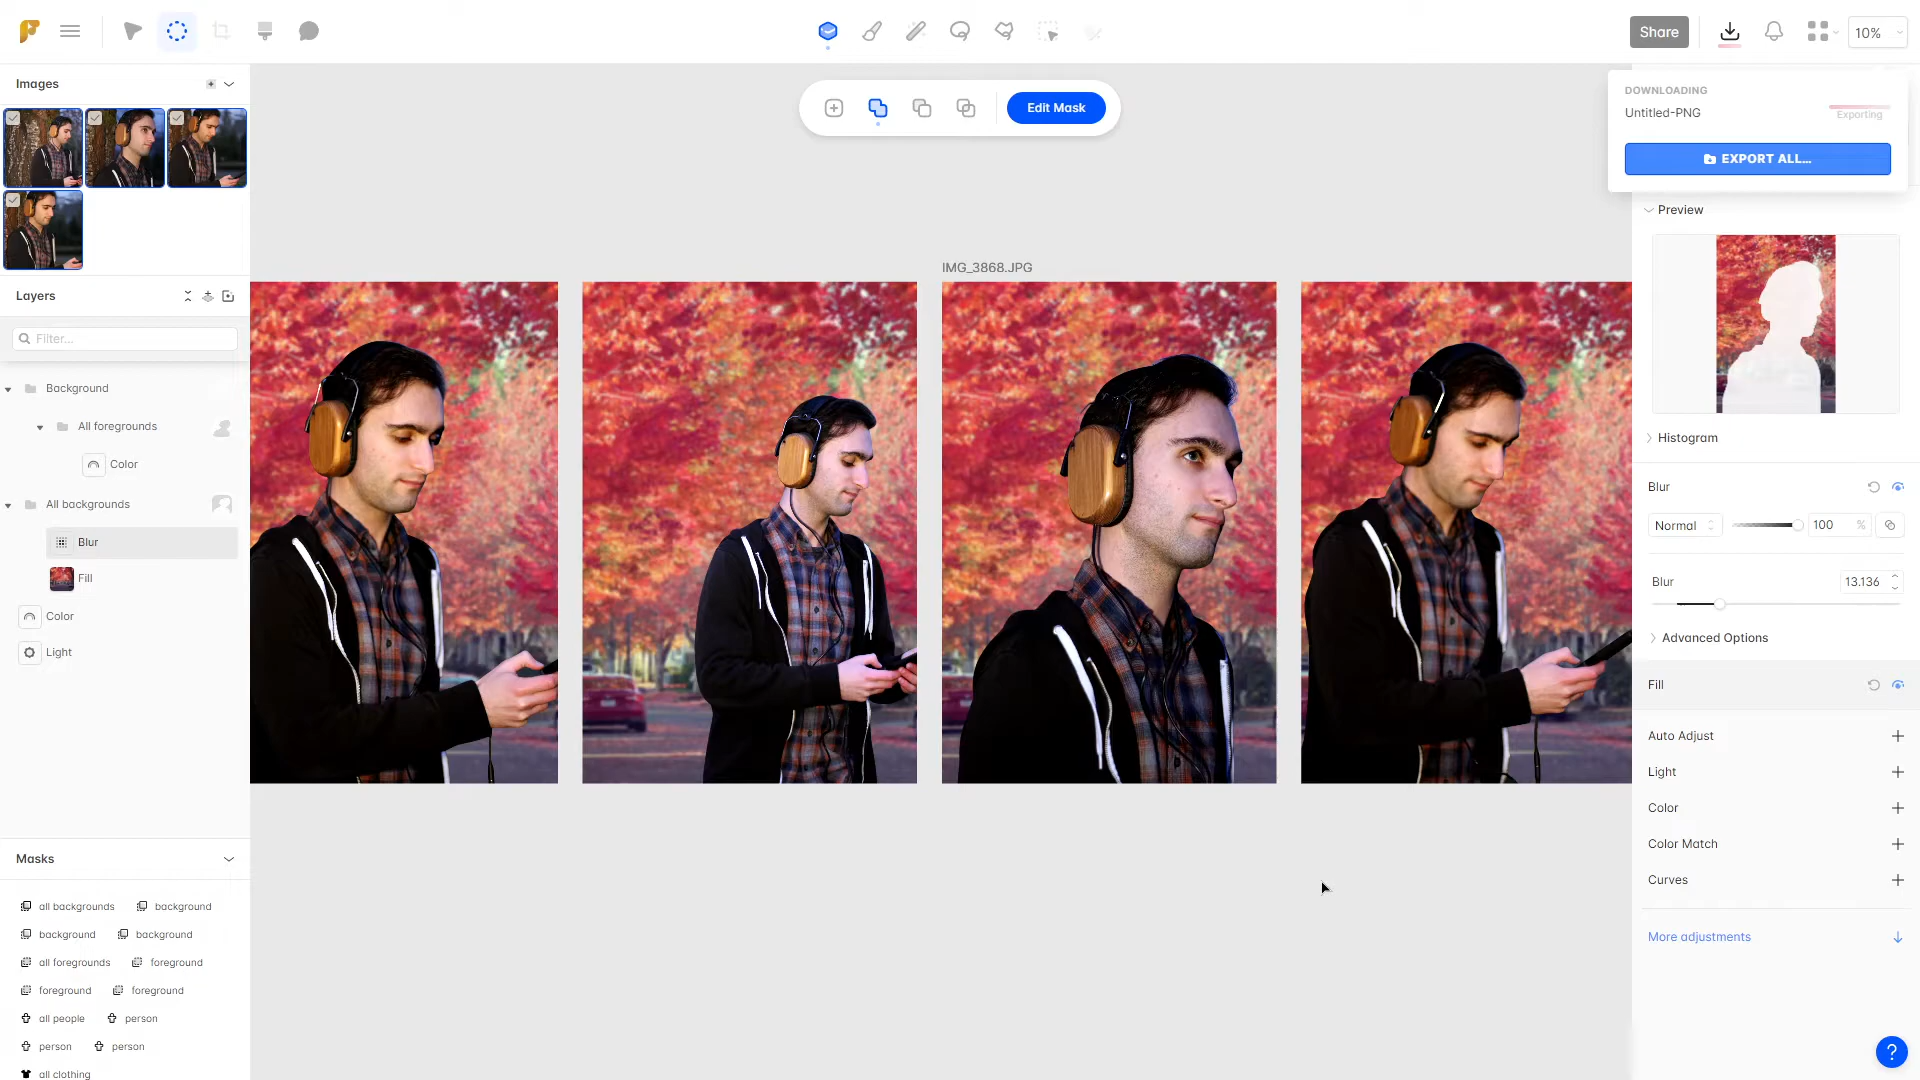 Share
10%
Images
Edit Mask
DOWNLOADING
Untitled-PNG
Exporting
EXPORT ALL...
Layers
Filter...
Background
All foregrounds
Color
All backgrounds
Blur
Fill
Color
Light
IMG_3868.JPG
Preview
Histogram
Blur
Normal
100
%
Blur
13.136
Advanced Options
Fill
Auto Adjust
Light
Color
Color Match
Curves
More adjustments
Masks
all backgrounds
background
background
background
all foregrounds
foreground
foreground
foreground
all people
person
person
person
all clothing
?